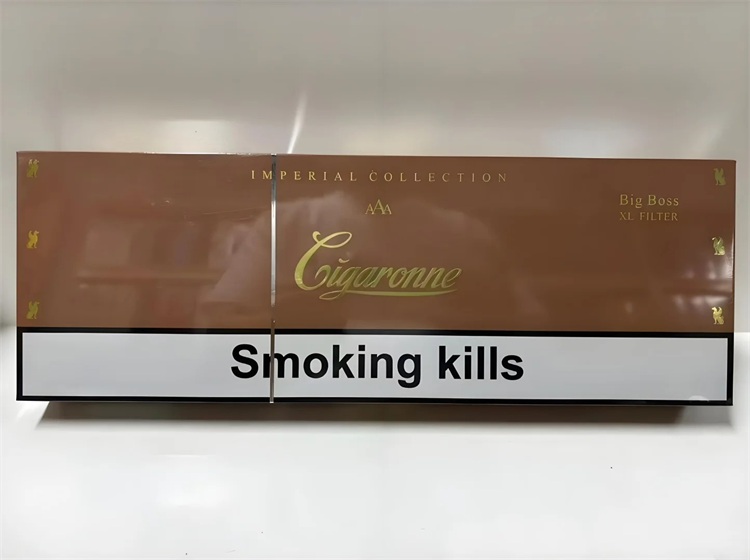 IMPERIAL COLLECTION
AAA
Big Boss
XL FILTER
Cigaronne
Smoking kills